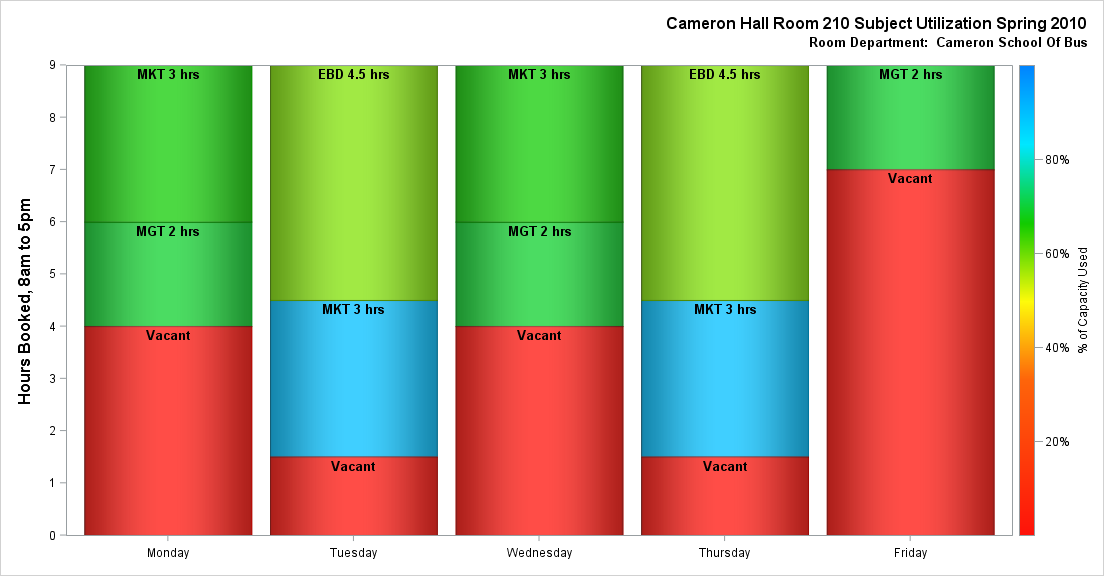 Cameron Hall Room 210 Subject Utilization Spring 2010
Room Department:  Cameron School Of Bus
Hours Booked, 8am to 5pm
9
8
7
6
5
4
3
2
1
0
MKT 3 hrs
MGT 2 hrs
Vacant
EBD 4.5 hrs
MKT 3 hrs
Vacant
MKT 3 hrs
MGT 2 hrs
Vacant
EBD 4.5 hrs
MKT 3 hrs
Vacant
MGT 2 hrs
Vacant
Monday
Tuesday
Wednesday
Thursday
Friday
80%
60%
40%
20%
% of Capacity Used